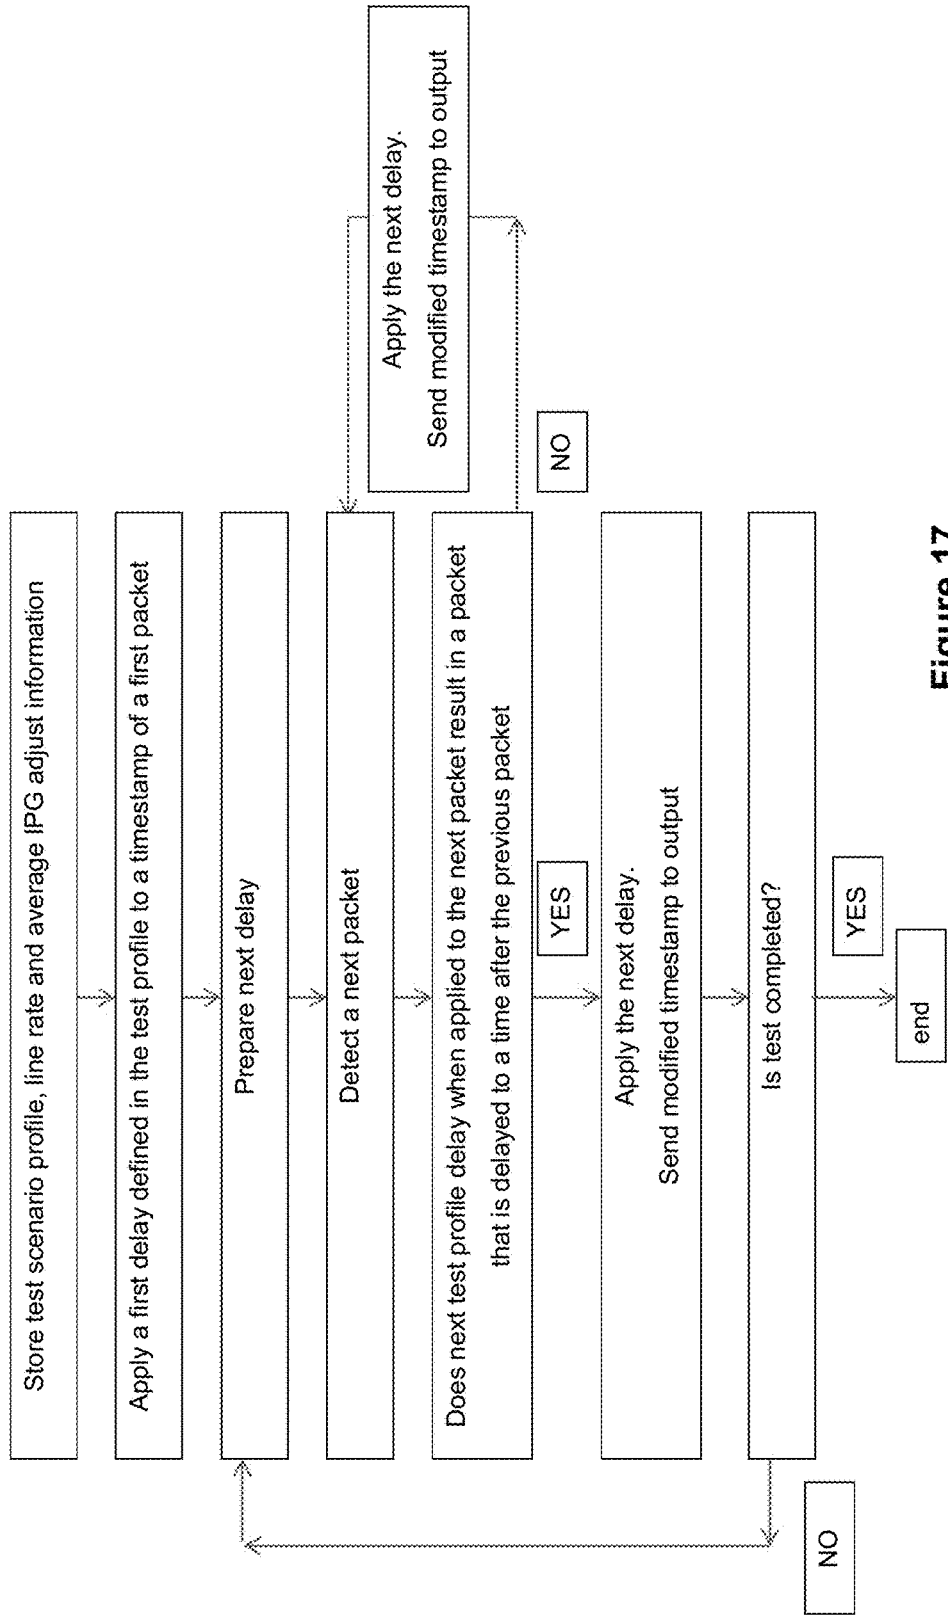 Store test scenario profile, line rate and average IPG adjust information
Apply a first delay defined in the test profile to a timestamp of a first packet
Prepare next delay
Detect a next packet
Does next test profile delay when applied to the next packet result in a packet
that is delayed to a time after the previous packet
NO
Apply the next delay.
Send modified timestamp to output
YES
Apply the next delay.
Send modified timestamp to output
Is test completed?
NO
YES
end
Figure 17